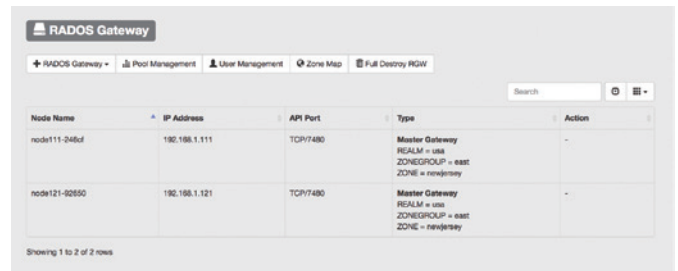 RADOS Gateway
+ RADOS Gateway Pool Management User Management Zone Map Full Destroy RGW
Search
Node Name IP Address API Port Type Action
node111-246cf 192.168.1.111 TCP/7480 Master Gateway -
REALM = usa
ZONEGROUP = east
ZONE = newjersey
node121-92650 192.168.1.121 TCP/7480 Master Gateway -
REALM = usa
ZONEGROUP = east
ZONE = newjersey
Showing 1 to 2 of 2 rows